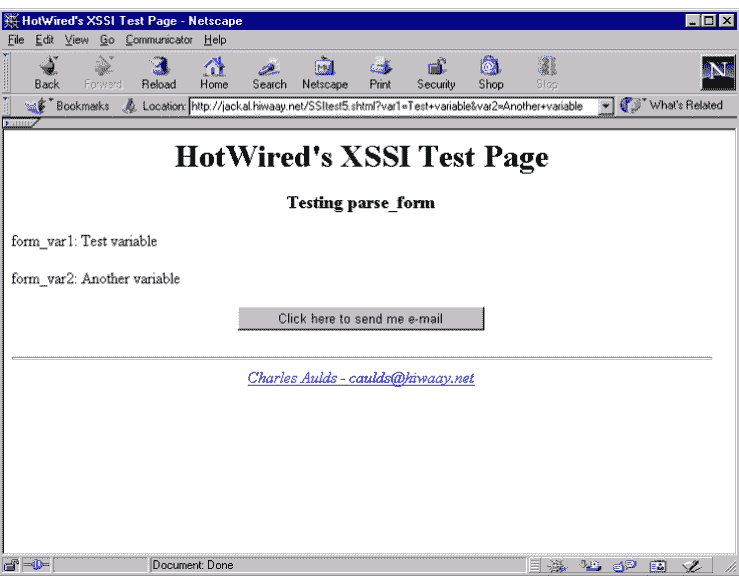 HotWired's XSSI Test Page - Netscape
File Edit View Go Communicator Help
Back Forward Reload Home Search Netscape Print Security Shop Stop
N
Bookmarks Location: http://jackal.hiwaay.net/SSItest5.shtml?var1=Test+variable&var2=Another+variable What's Related
HotWired's XSSI Test Page
Testing parse_form
form_var1: Test variable
form_var2: Another variable
Click here to send me e-mail
Charles Aulds - caulds@hiwaay.net
Document: Done